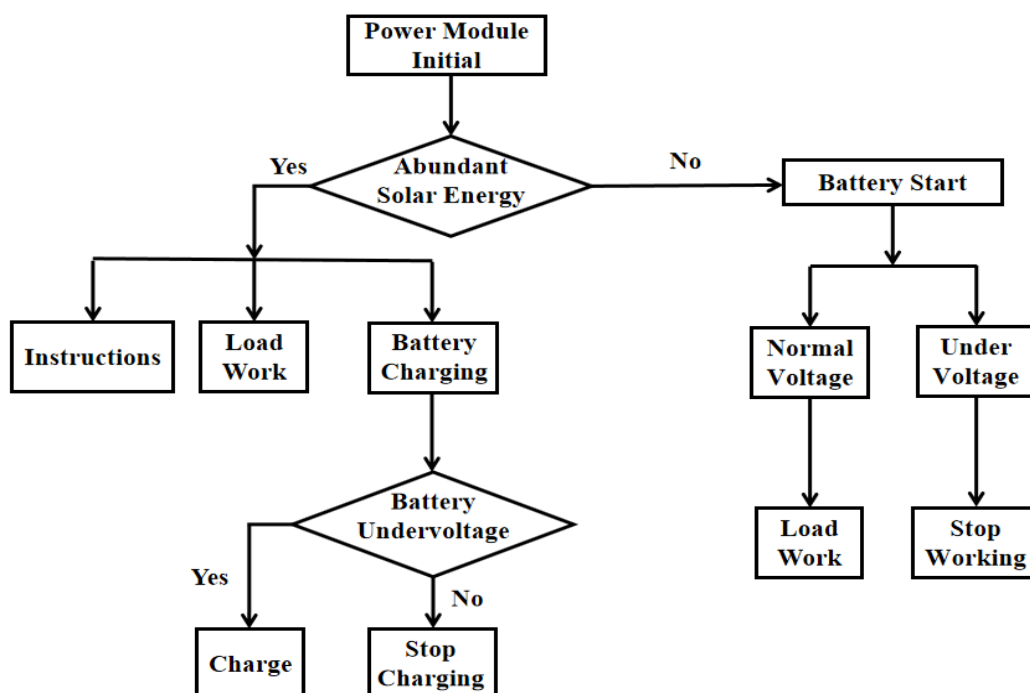 Power Module
Initial
Yes
Abundant
Solar Energy
No
Battery Start
Instructions
Load
Work
Battery
Charging
Normal
Voltage
Under
Voltage
Battery
Undervoltage
Load
Work
Stop
Working
Yes
No
Charge
Stop
Charging